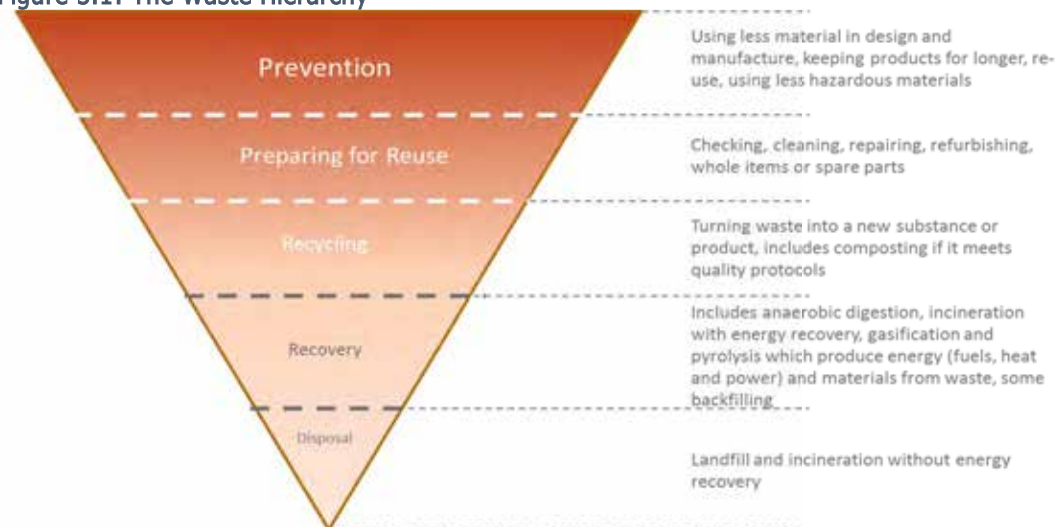 Figure 3.1: The Waste Hierarchy
Prevention
Using less material in design and
manufacture, keeping products for longer, re-
use, using less hazardous materials
Preparing for Reuse
Checking, cleaning, repairing, refurbishing,
whole items or spare parts
Recycling
Turning waste into a new substance or
product, includes composting if it meets
quality protocols
Recovery
Includes anaerobic digestion, incineration
with energy recovery, gasification and
pyrolysis which produce energy (fuels, heat
and power) and materials from waste, some
backfilling
Disposal
Landfill and incineration without energy
recovery